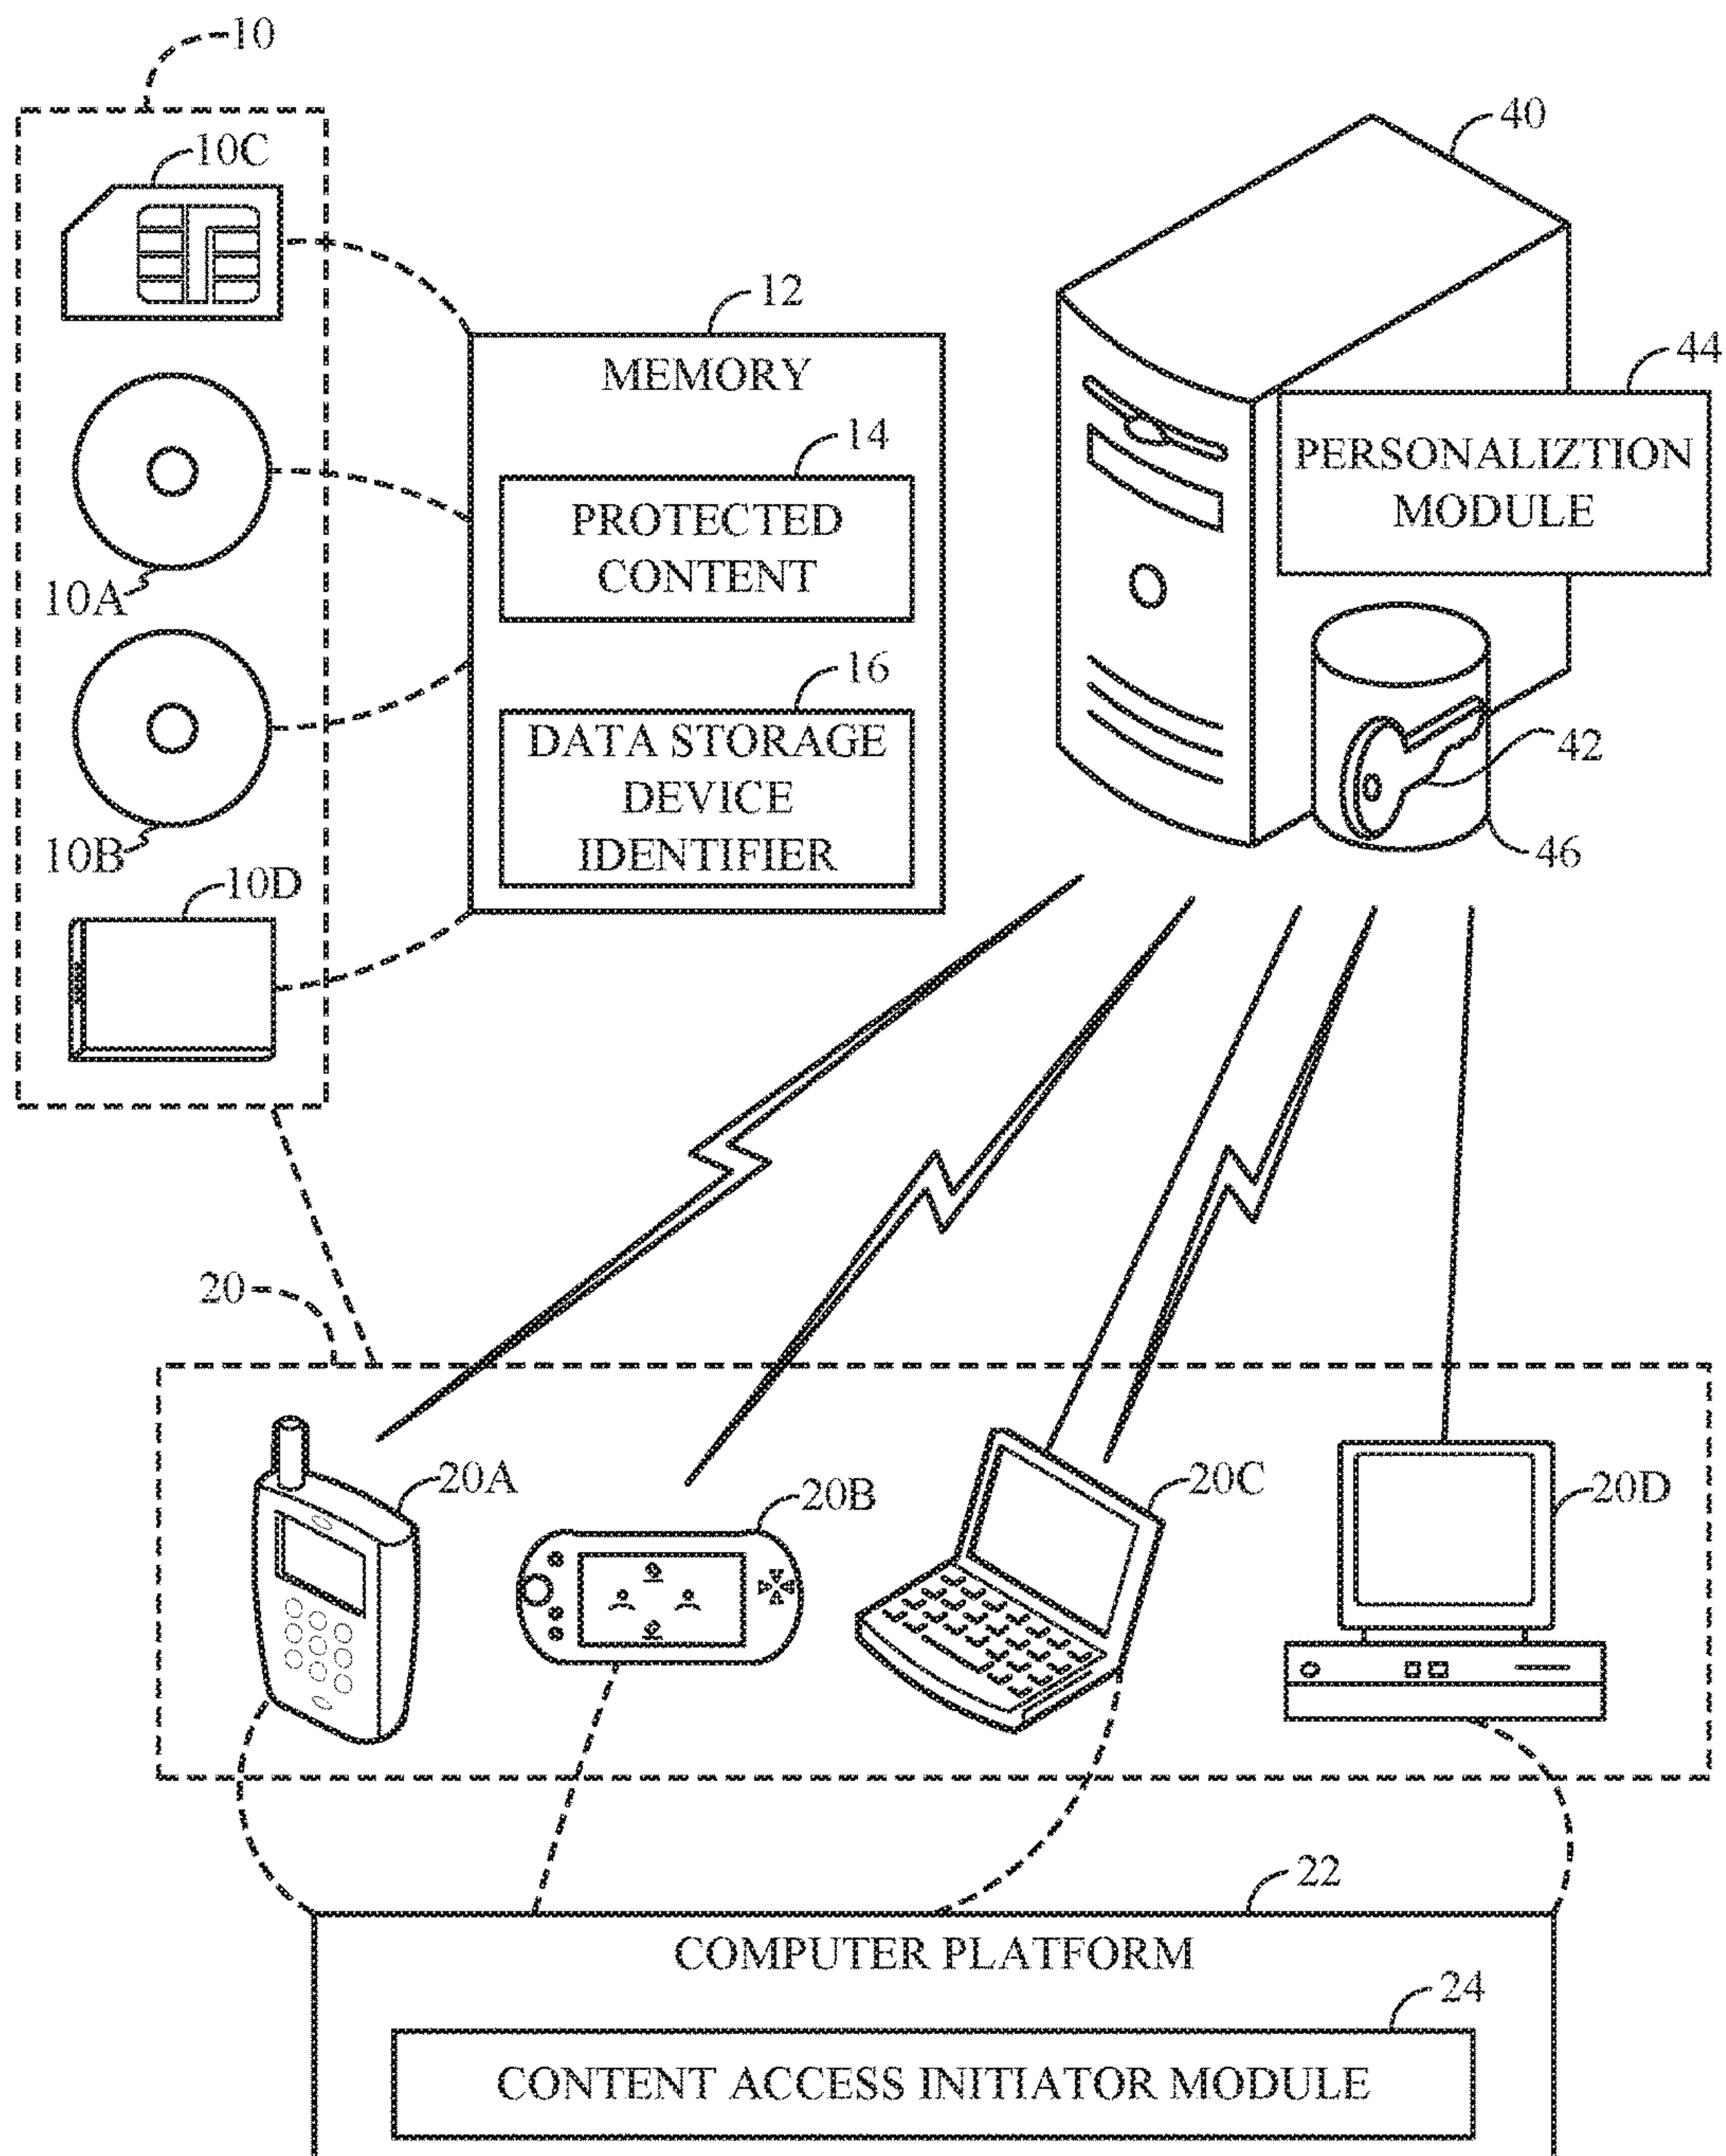 10
10C
10A
10B
10D
12
MEMORY
14
PROTECTED
CONTENT
16
DATA STORAGE
DEVICE
IDENTIFIER
40
44
PERSONALIZTION
MODULE
42
46
20
20A
20B
20C
20D
22
COMPUTER PLATFORM
24
CONTENT ACCESS INITIATOR MODULE